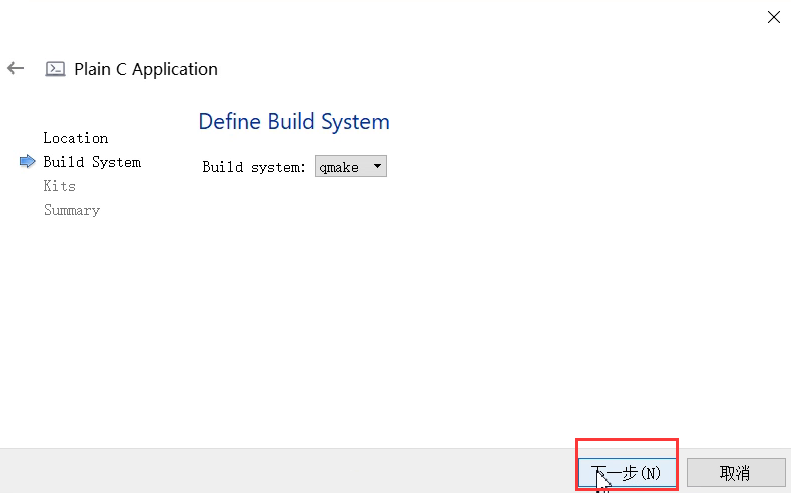 Plain C Application
Location
Build System
Kits
Summary
Define Build System
Build system: qmake
下一步(N)
取消